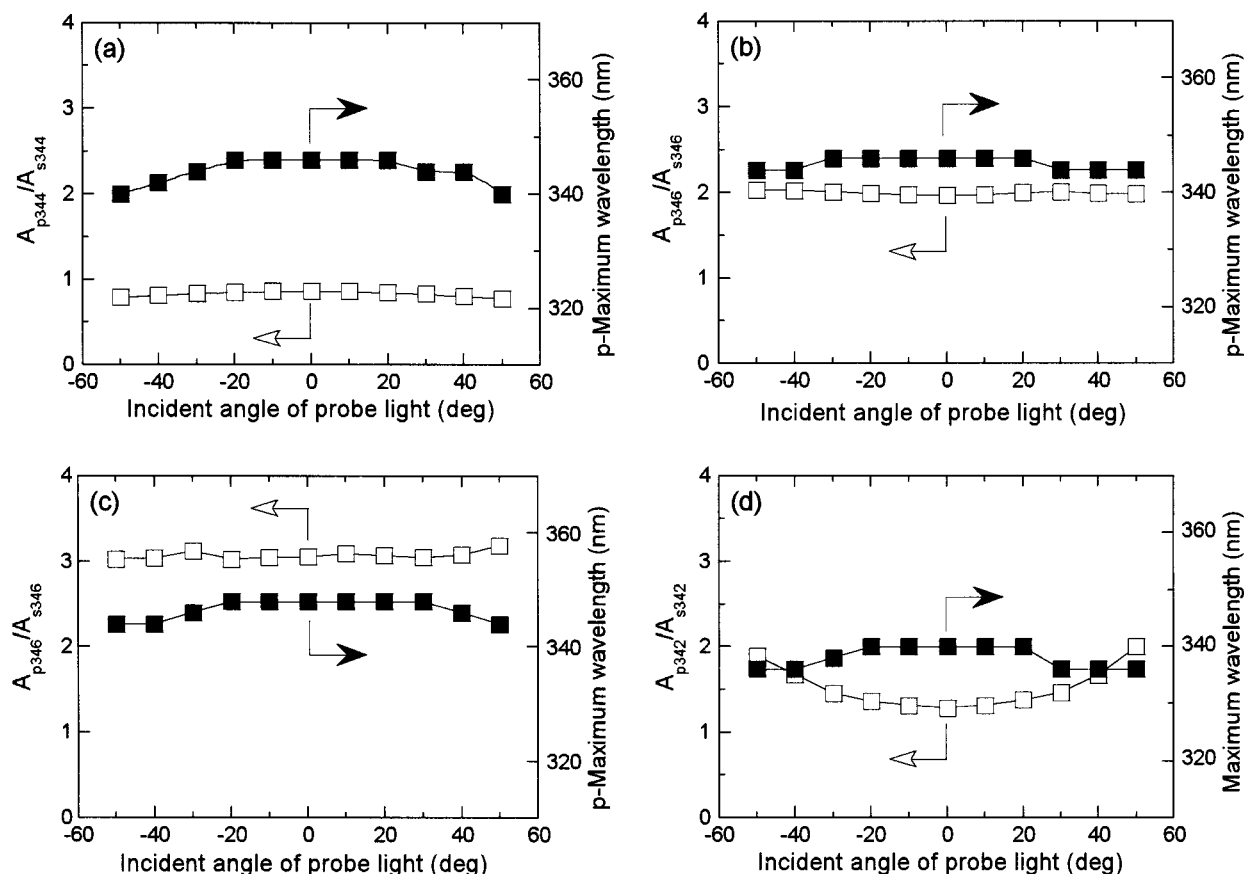 (a)
4
3
2
1
0
A_p344/A_s344
360
340
320
p-Maximum wavelength (nm)
-60 -40 -20 0 20 40 60
Incident angle of probe light (deg)
(b)
4
3
2
1
0
A_p346/A_s346
360
340
320
p-Maximum wavelength (nm)
-60 -40 -20 0 20 40 60
Incident angle of probe light (deg)
(c)
4
3
2
1
0
A_p346/A_s346
360
340
320
p-Maximum wavelength (nm)
-60 -40 -20 0 20 40 60
Incident angle of probe light (deg)
(d)
4
3
2
1
0
A_p342/A_s342
360
340
320
Maximum wavelength (nm)
-60 -40 -20 0 20 40 60
Incident angle of probe light (deg)